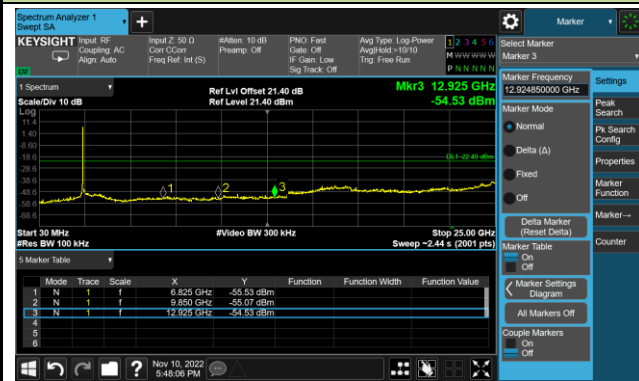 Spectrum Analyzer 1
Swept SA
Marker
KEYSIGHT
Input: RF
Coupling: AC
Align: Auto
Input Z: 50 Ω
Corr CCorr
Freq Ref: Int (S)
#Atten: 10 dB
Preamp: Off
PNO: Fast
Gate: Off
IF Gain: Low
Sig Track: Off
Avg Type: Log-Power
Avg|Hold:>10/10
Trig: Free Run
1 2 3 4 5 6
M W W W W W
P N N N N N
Select Marker
Marker 3
LXI
1 Spectrum
Scale/Div 10 dB
Ref Lvl Offset 21.40 dB
Ref Level 21.40 dBm
Mkr3 12.925 GHz
-54.53 dBm
Log
11.4
1.40
-8.60
-18.6
-28.6
-38.6
-48.6
-58.6
-68.6
DL1 -22.49 dBm
1
2
3
Start 30 MHz
#Res BW 100 kHz
#Video BW 300 kHz
Stop 25.00 GHz
Sweep ~2.44 s (2001 pts)
5 Marker Table
Mode Trace Scale X Y Function Function Width Function Value
1 N 1 f 6.825 GHz -55.53 dBm
2 N 1 f 9.850 GHz -55.07 dBm
3 N 1 f 12.925 GHz -54.53 dBm
4
5
6
Marker Frequency
12.924850000 GHz
Marker Mode
Normal
Delta (Δ)
Fixed
Off
Delta Marker
(Reset Delta)
Marker Table
On
Off
Marker Settings
Diagram
All Markers Off
Couple Markers
On
Off
Settings
Peak
Search
Pk Search
Config
Properties
Marker
Function
Marker→
Counter
?
Nov 10, 2022
5:48:06 PM